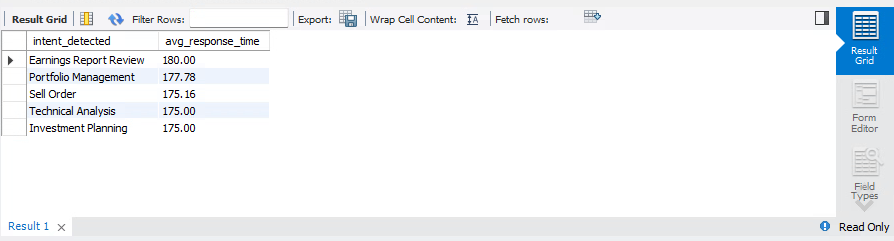 Result Grid Filter Rows: Export: Wrap Cell Content: Fetch rows:
intent_detected avg_response_time
Earnings Report Review 180.00
Portfolio Management 177.78
Sell Order 175.16
Technical Analysis 175.00
Investment Planning 175.00
Result
Grid
Form
Editor
Field
Types
Result 1 Read Only